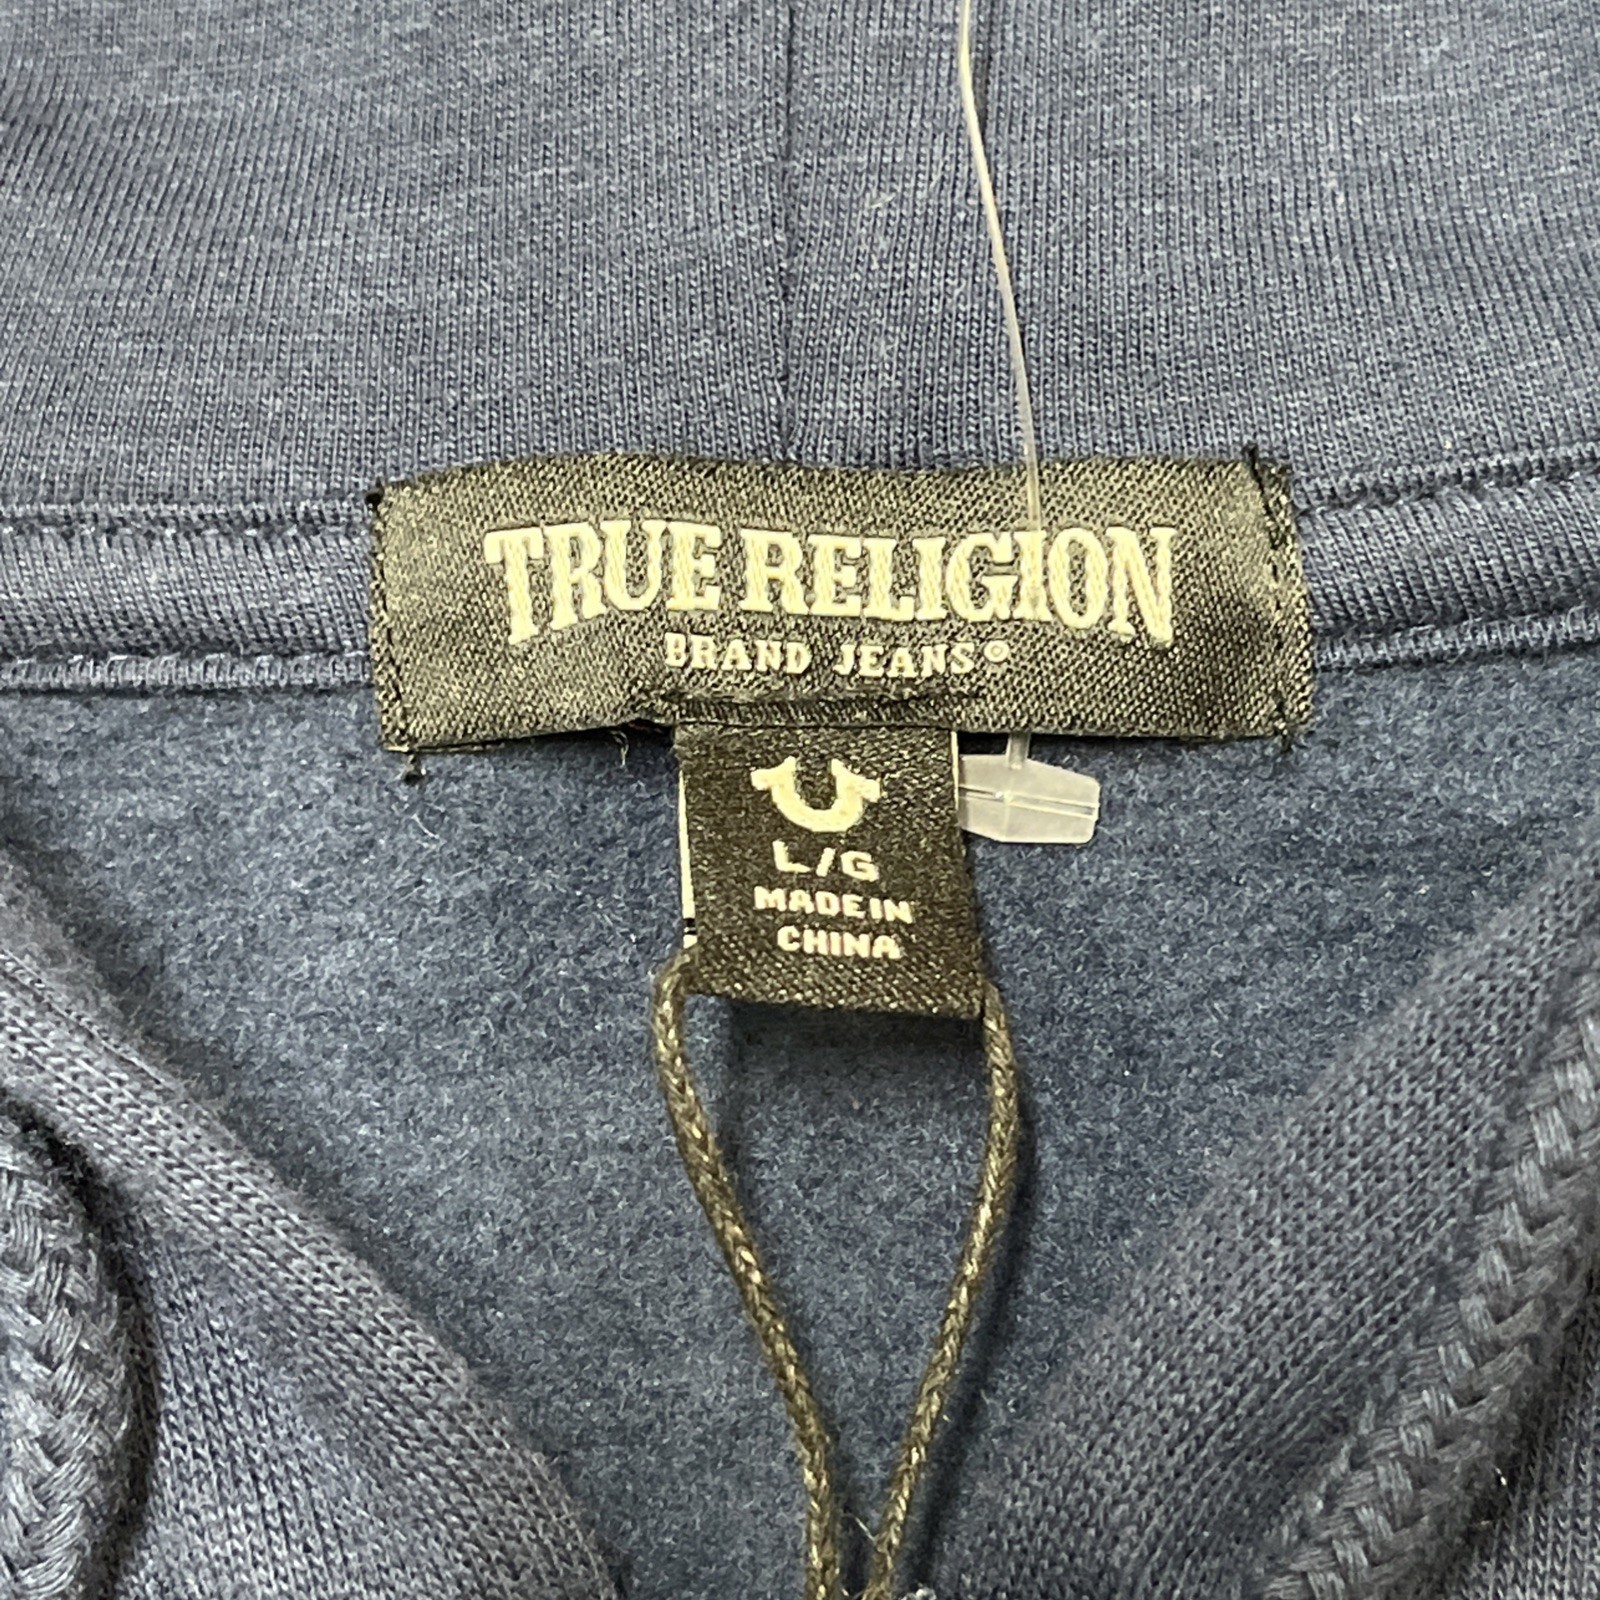 TRUE RELIGION
BRAND JEANS©
L/G
MADE IN
CHINA